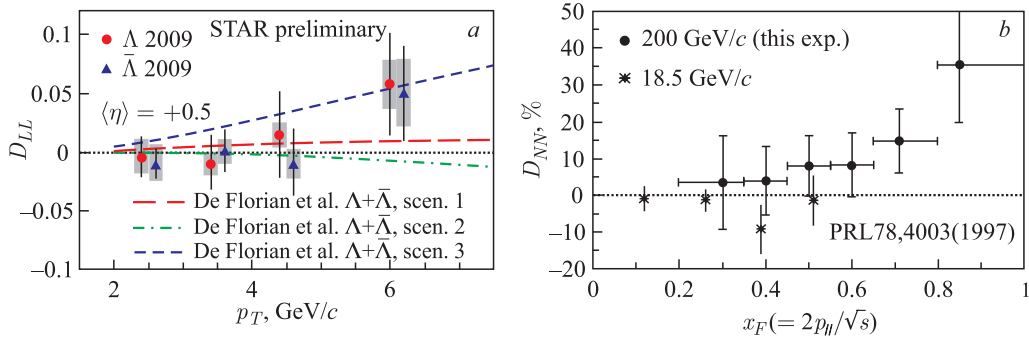 0.1
0.05
0
−0.05
−0.1
D_LL
STAR preliminary
a
Λ 2009
Λ̄ 2009
⟨η⟩ = +0.5
De Florian et al. Λ+Λ̄, scen. 1
De Florian et al. Λ+Λ̄, scen. 2
De Florian et al. Λ+Λ̄, scen. 3
2 4 6
p_T, GeV/c
50
40
30
20
10
0
−10
−20
D_NN, %
b
200 GeV/c (this exp.)
18.5 GeV/c
PRL78,4003(1997)
0 0.2 0.4 0.6 0.8 1
x_F(= 2p_∥/√s)